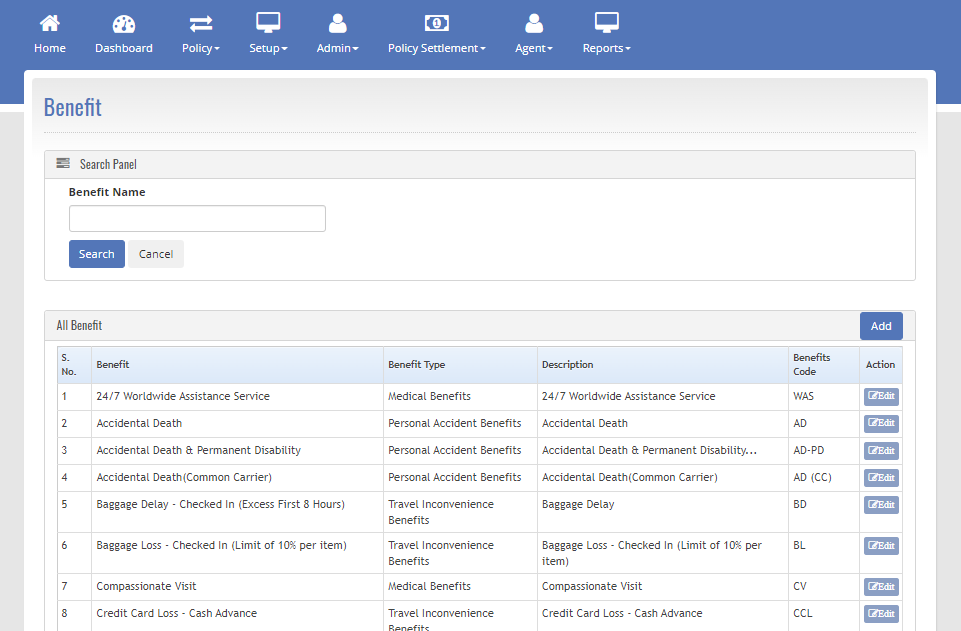 Home Dashboard Policy Setup Admin Policy Settlement Agent Reports
Benefit
Search Panel
Benefit Name
Search Cancel
All Benefit Add
S. No. Benefit Benefit Type Description Benefits Code Action
1 24/7 Worldwide Assistance Service Medical Benefits 24/7 Worldwide Assistance Service WAS Edit
2 Accidental Death Personal Accident Benefits Accidental Death AD Edit
3 Accidental Death & Permanent Disability Personal Accident Benefits Accidental Death & Permanent Disability... AD-PD Edit
4 Accidental Death(Common Carrier) Personal Accident Benefits Accidental Death(Common Carrier) AD (CC) Edit
5 Baggage Delay - Checked In (Excess First 8 Hours) Travel Inconvenience Benefits Baggage Delay BD Edit
6 Baggage Loss - Checked In (Limit of 10% per item) Travel Inconvenience Benefits Baggage Loss - Checked In (Limit of 10% per item) BL Edit
7 Compassionate Visit Medical Benefits Compassionate Visit CV Edit
8 Credit Card Loss - Cash Advance Travel Inconvenience Benefits Credit Card Loss - Cash Advance CCL Edit